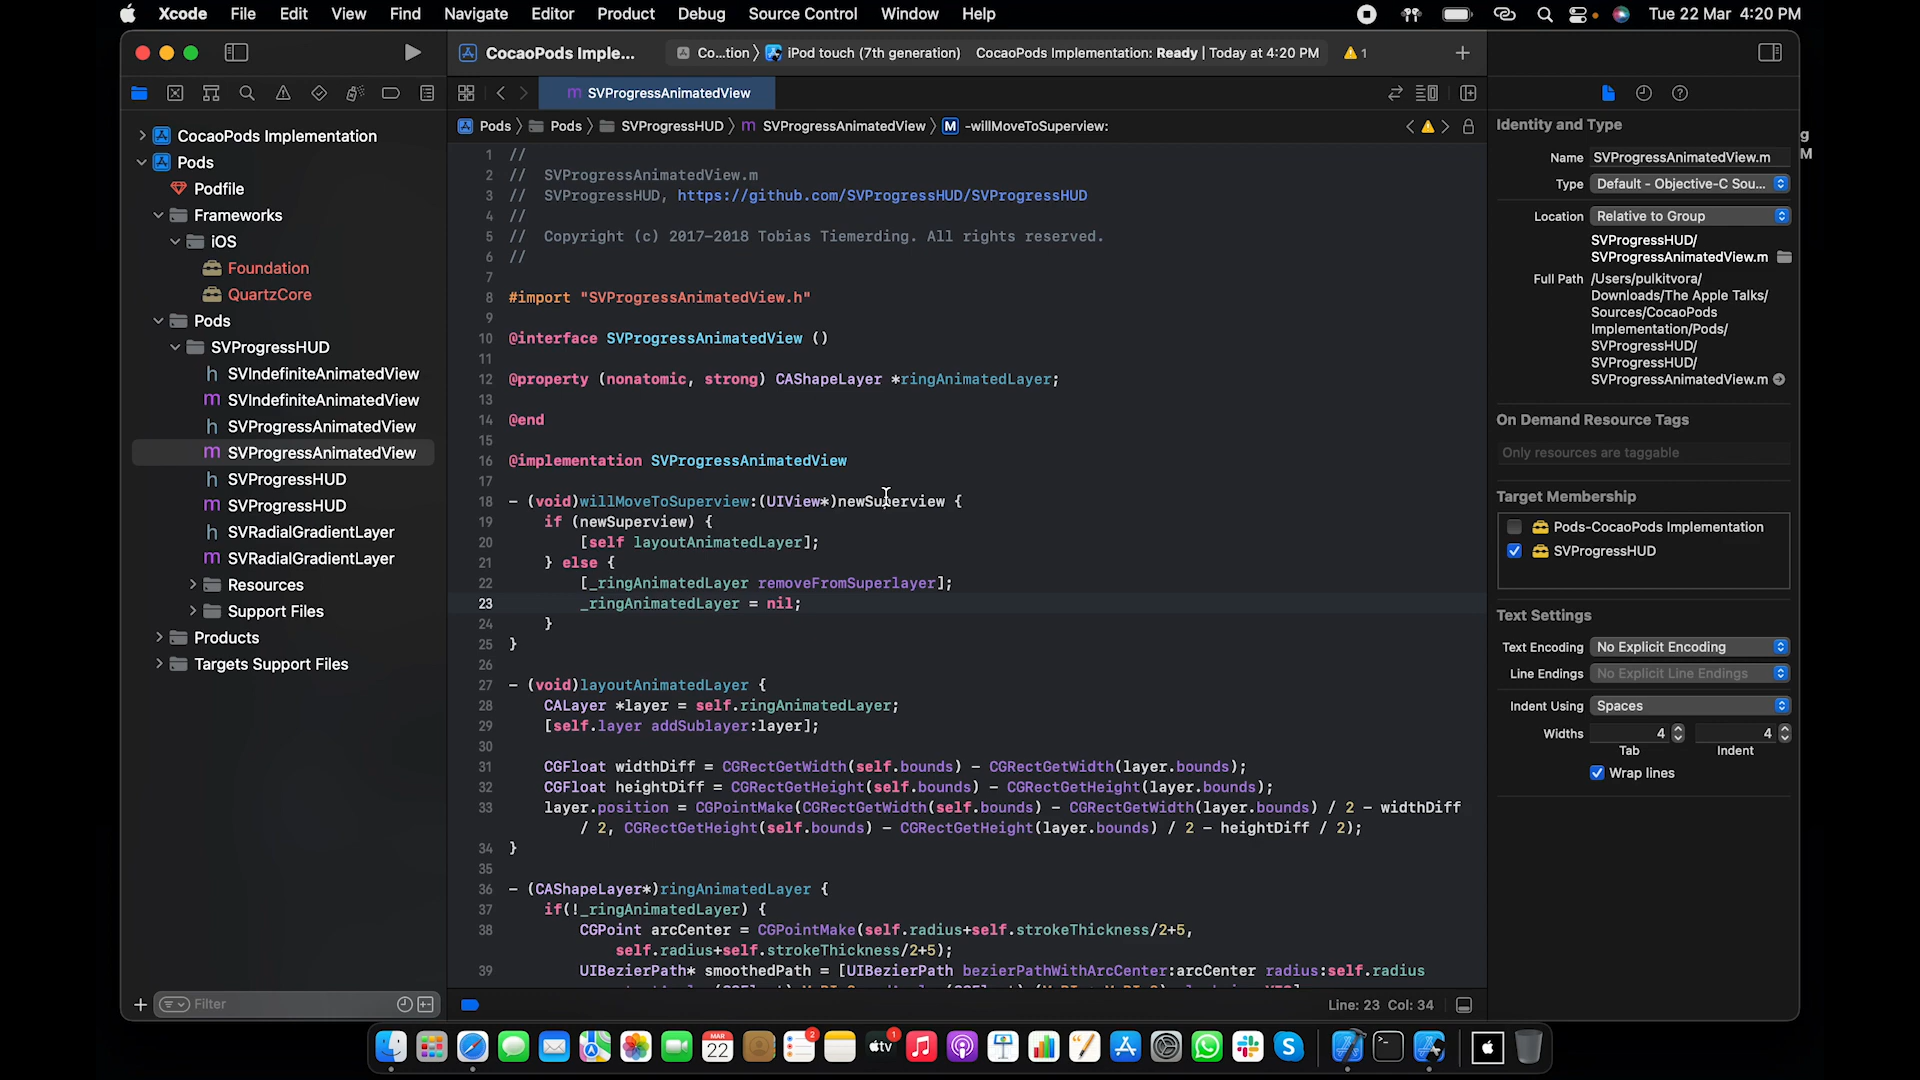 Xcode File Edit View Find Navigate Editor Product Debug Source Control Window Help Tue 22 Mar 4:20 PM
CocaoPods Imple... Co...tion iPod touch (7th generation) CocaoPods Implementation: Ready | Today at 4:20 PM 1
SVProgressAnimatedView
Pods Pods SVProgressHUD m SVProgressAnimatedView M -willMoveToSuperview:
CocaoPods Implementation
Pods
Podfile
Frameworks
iOS
Foundation
QuartzCore
Pods
SVProgressHUD
h SVIndefiniteAnimatedView
m SVIndefiniteAnimatedView
h SVProgressAnimatedView
m SVProgressAnimatedView
h SVProgressHUD
m SVProgressHUD
h SVRadialGradientLayer
m SVRadialGradientLayer
Resources
Support Files
Products
Targets Support Files
Filter
1 //
2 // SVProgressAnimatedView.m
3 // SVProgressHUD, https://github.com/SVProgressHUD/SVProgressHUD
4 //
5 // Copyright (c) 2017-2018 Tobias Tiemerding. All rights reserved.
6 //
7
8 #import "SVProgressAnimatedView.h"
9
10 @interface SVProgressAnimatedView ()
11
12 @property (nonatomic, strong) CAShapeLayer *ringAnimatedLayer;
13
14 @end
15
16 @implementation SVProgressAnimatedView
17
18 - (void)willMoveToSuperview:(UIView*)newSuperview {
19 if (newSuperview) {
20 [self layoutAnimatedLayer];
21 } else {
22 [_ringAnimatedLayer removeFromSuperlayer];
23 _ringAnimatedLayer = nil;
24 }
25 }
26
27 - (void)layoutAnimatedLayer {
28 CALayer *layer = self.ringAnimatedLayer;
29 [self.layer addSublayer:layer];
30
31 CGFloat widthDiff = CGRectGetWidth(self.bounds) - CGRectGetWidth(layer.bounds);
32 CGFloat heightDiff = CGRectGetHeight(self.bounds) - CGRectGetHeight(layer.bounds);
33 layer.position = CGPointMake(CGRectGetWidth(self.bounds) - CGRectGetWidth(layer.bounds) / 2 - widthDiff
/ 2, CGRectGetHeight(self.bounds) - CGRectGetHeight(layer.bounds) / 2 - heightDiff / 2);
34 }
35
36 - (CAShapeLayer*)ringAnimatedLayer {
37 if(!_ringAnimatedLayer) {
38 CGPoint arcCenter = CGPointMake(self.radius+self.strokeThickness/2+5,
self.radius+self.strokeThickness/2+5);
39 UIBezierPath* smoothedPath = [UIBezierPath bezierPathWithArcCenter:arcCenter radius:self.radius
Line: 23 Col: 34
Identity and Type
Name SVProgressAnimatedView.m
Type Default - Objective-C Sou...
Location Relative to Group
SVProgressHUD/
SVProgressAnimatedView.m
Full Path /Users/pulkitvora/
Downloads/The Apple Talks/
Sources/CocaoPods
Implementation/Pods/
SVProgressHUD/
SVProgressHUD/
SVProgressAnimatedView.m
On Demand Resource Tags
Only resources are taggable
Target Membership
Pods-CocaoPods Implementation
SVProgressHUD
Text Settings
Text Encoding No Explicit Encoding
Line Endings No Explicit Line Endings
Indent Using Spaces
Widths 4 4
Tab Indent
Wrap lines
g
M
MAR
22
2
tv
1